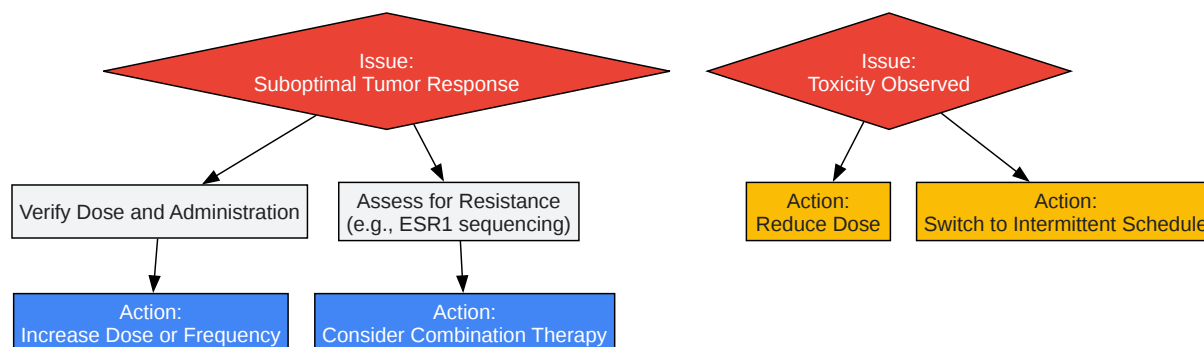 Issue:
Suboptimal Tumor Response
Issue:
Toxicity Observed
Verify Dose and Administration
Assess for Resistance
(e.g., ESR1 sequencing)
Action:
Reduce Dose
Action:
Switch to Intermittent Schedule
Action:
Increase Dose or Frequency
Action:
Consider Combination Therapy